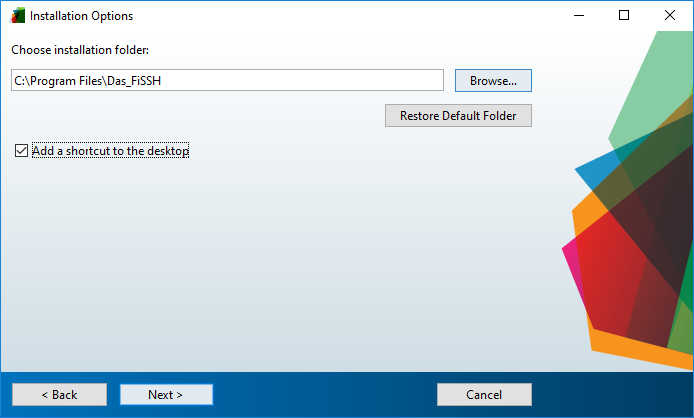 Installation Options
Choose installation folder:
C:\Program Files\Das_FiSSH
Browse...
Restore Default Folder
Add a shortcut to the desktop
< Back
Next >
Cancel